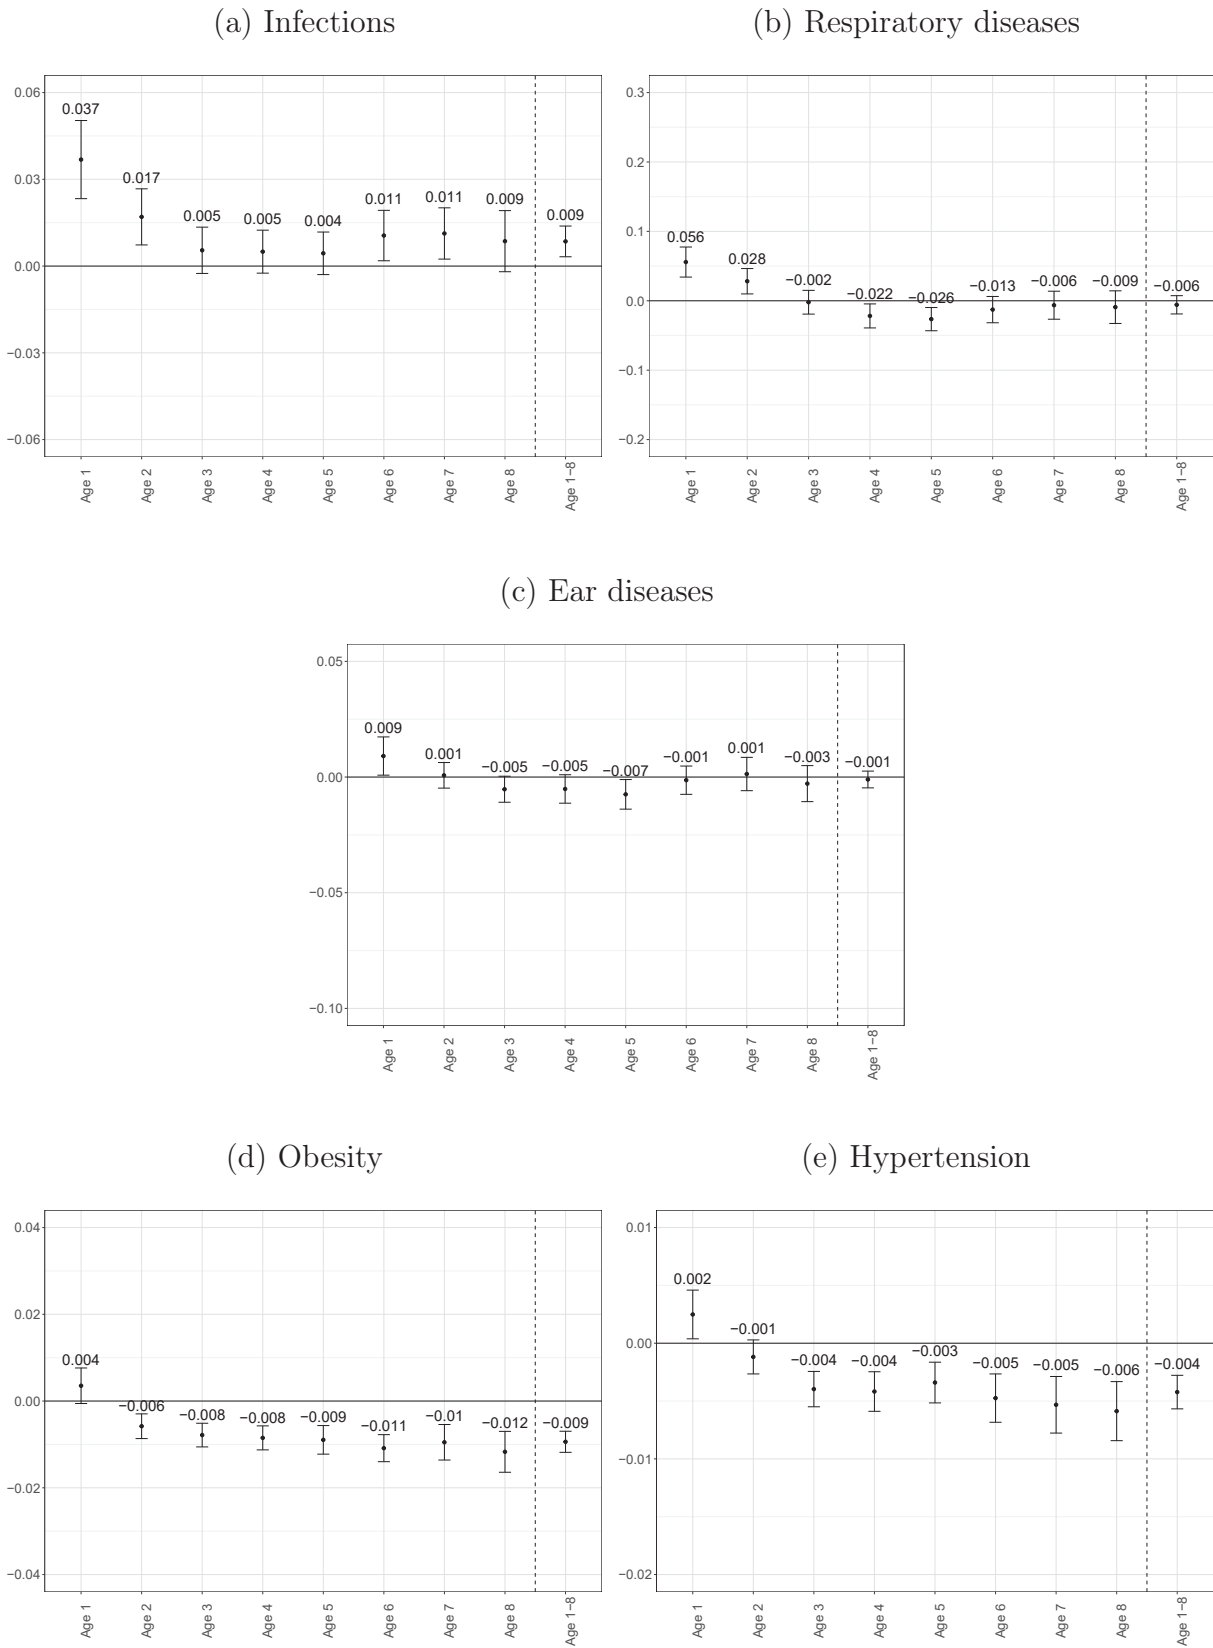 (a) Infections
0.06
0.03
0.00
−0.03
−0.06
0.037
0.017
0.005
0.005
0.004
0.011
0.011
0.009
0.009
Age 1
Age 2
Age 3
Age 4
Age 5
Age 6
Age 7
Age 8
Age 1−8
(b) Respiratory diseases
0.3
0.2
0.1
0.0
−0.1
−0.2
0.056
0.028
−0.002
−0.022
−0.026
−0.013
−0.006
−0.009
−0.006
Age 1
Age 2
Age 3
Age 4
Age 5
Age 6
Age 7
Age 8
Age 1−8
(c) Ear diseases
0.05
0.00
−0.05
−0.10
0.009
0.001
−0.005
−0.005
−0.007
−0.001
0.001
−0.003
−0.001
Age 1
Age 2
Age 3
Age 4
Age 5
Age 6
Age 7
Age 8
Age 1−8
(d) Obesity
0.04
0.02
0.00
−0.02
−0.04
0.004
−0.006
−0.008
−0.008
−0.009
−0.011
−0.01
−0.012
−0.009
Age 1
Age 2
Age 3
Age 4
Age 5
Age 6
Age 7
Age 8
Age 1−8
(e) Hypertension
0.01
0.00
−0.01
−0.02
0.002
−0.001
−0.004
−0.004
−0.003
−0.005
−0.005
−0.006
−0.004
Age 1
Age 2
Age 3
Age 4
Age 5
Age 6
Age 7
Age 8
Age 1−8